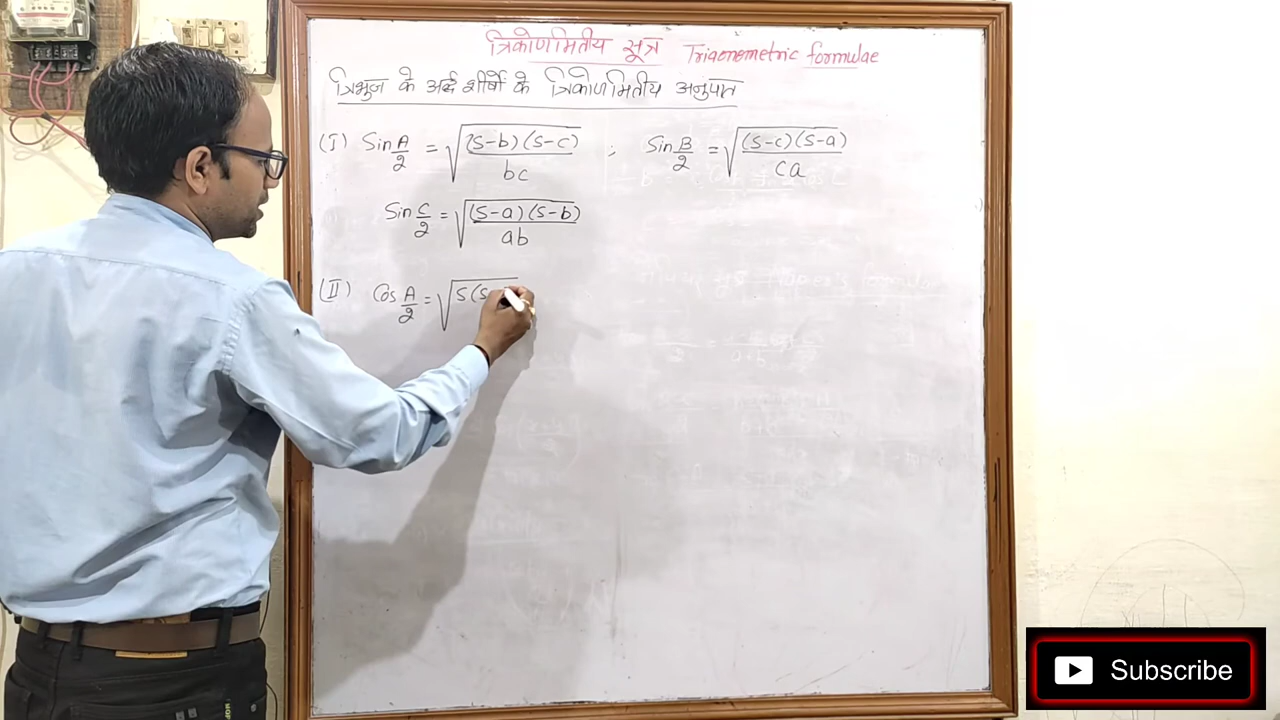 त्रिकोणमितीय सूत्र Trigonometric formulae
त्रिभुज के अर्द्ध शीर्षों के त्रिकोणमितीय अनुपात
(I) Sin A/2 = √((S-b)(S-c)/bc) ; Sin B/2 = √((S-c)(S-a)/ca)
Sin C/2 = √((S-a)(S-b)/ab)
(II) Cos A/2 = √S(S
Subscribe